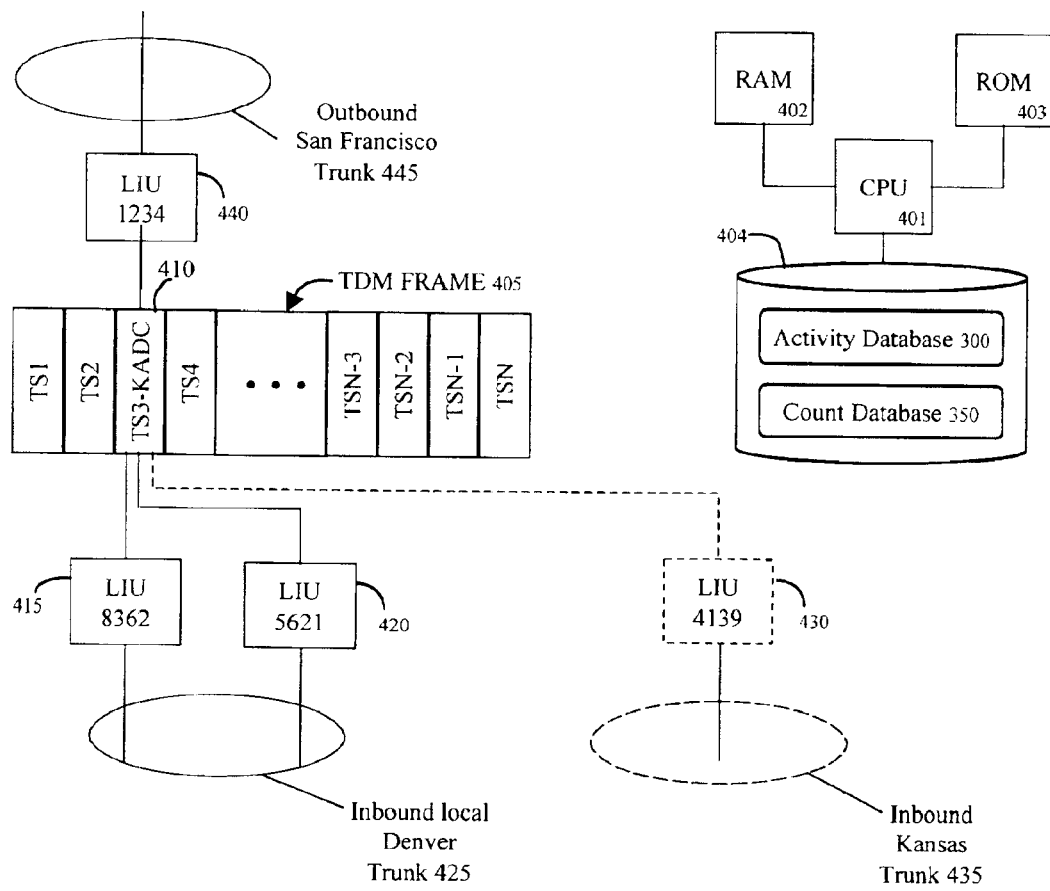 Outbound
San Francisco
Trunk 445
LIU
1234
440
RAM
402
ROM
403
CPU
401
404
Activity Database 300
Count Database 350
410
TDM FRAME 405
TS1
TS2
TS3-KADC
TS4
• • •
TSN-3
TSN-2
TSN-1
TSN
415
LIU
8362
LIU
5621
420
LIU
4139
430
Inbound local
Denver
Trunk 425
Inbound
Kansas
Trunk 435